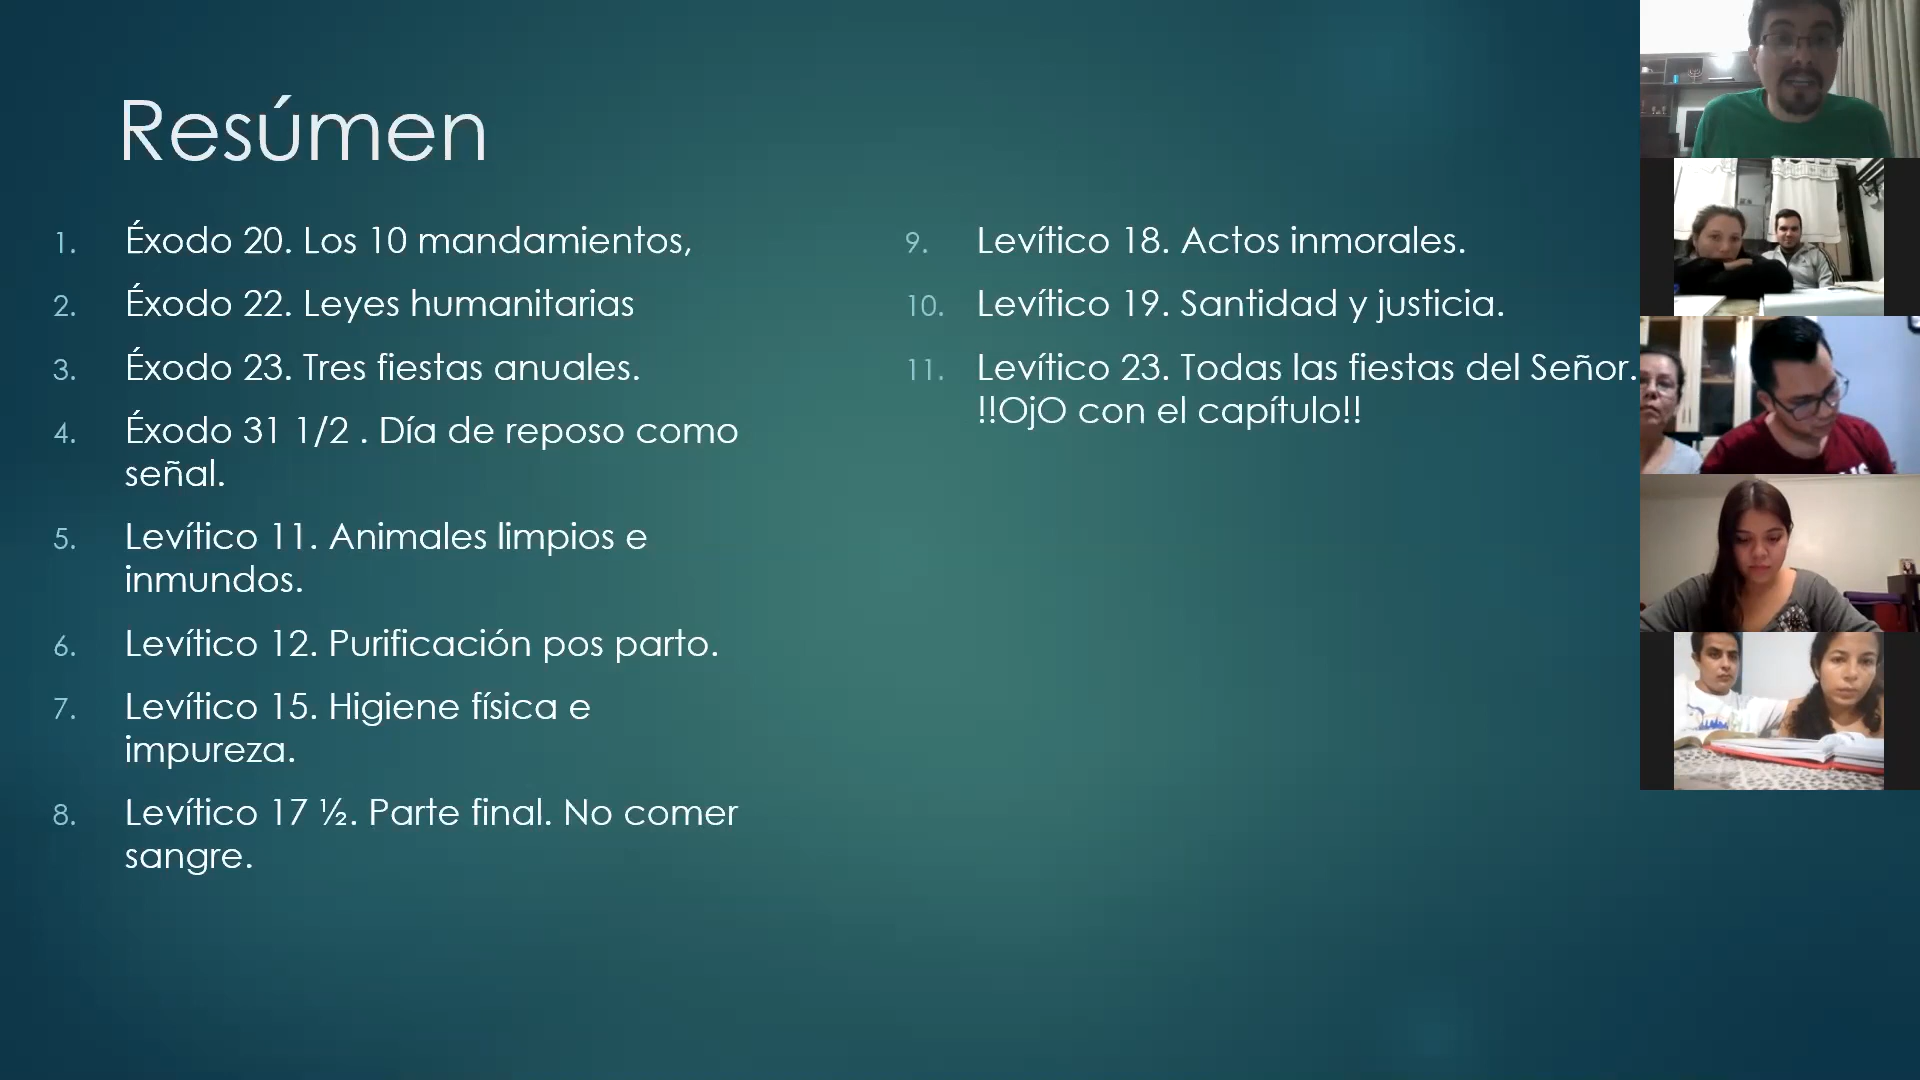 Resúmen
1. Éxodo 20. Los 10 mandamientos,
2. Éxodo 22. Leyes humanitarias
3. Éxodo 23. Tres fiestas anuales.
4. Éxodo 31 1/2 . Día de reposo como
señal.
5. Levítico 11. Animales limpios e
inmundos.
6. Levítico 12. Purificación pos parto.
7. Levítico 15. Higiene física e
impureza.
8. Levítico 17 ½. Parte final. No comer
sangre.
9. Levítico 18. Actos inmorales.
10. Levítico 19. Santidad y justicia.
11. Levítico 23. Todas las fiestas del Señor.
!!OjO con el capítulo!!